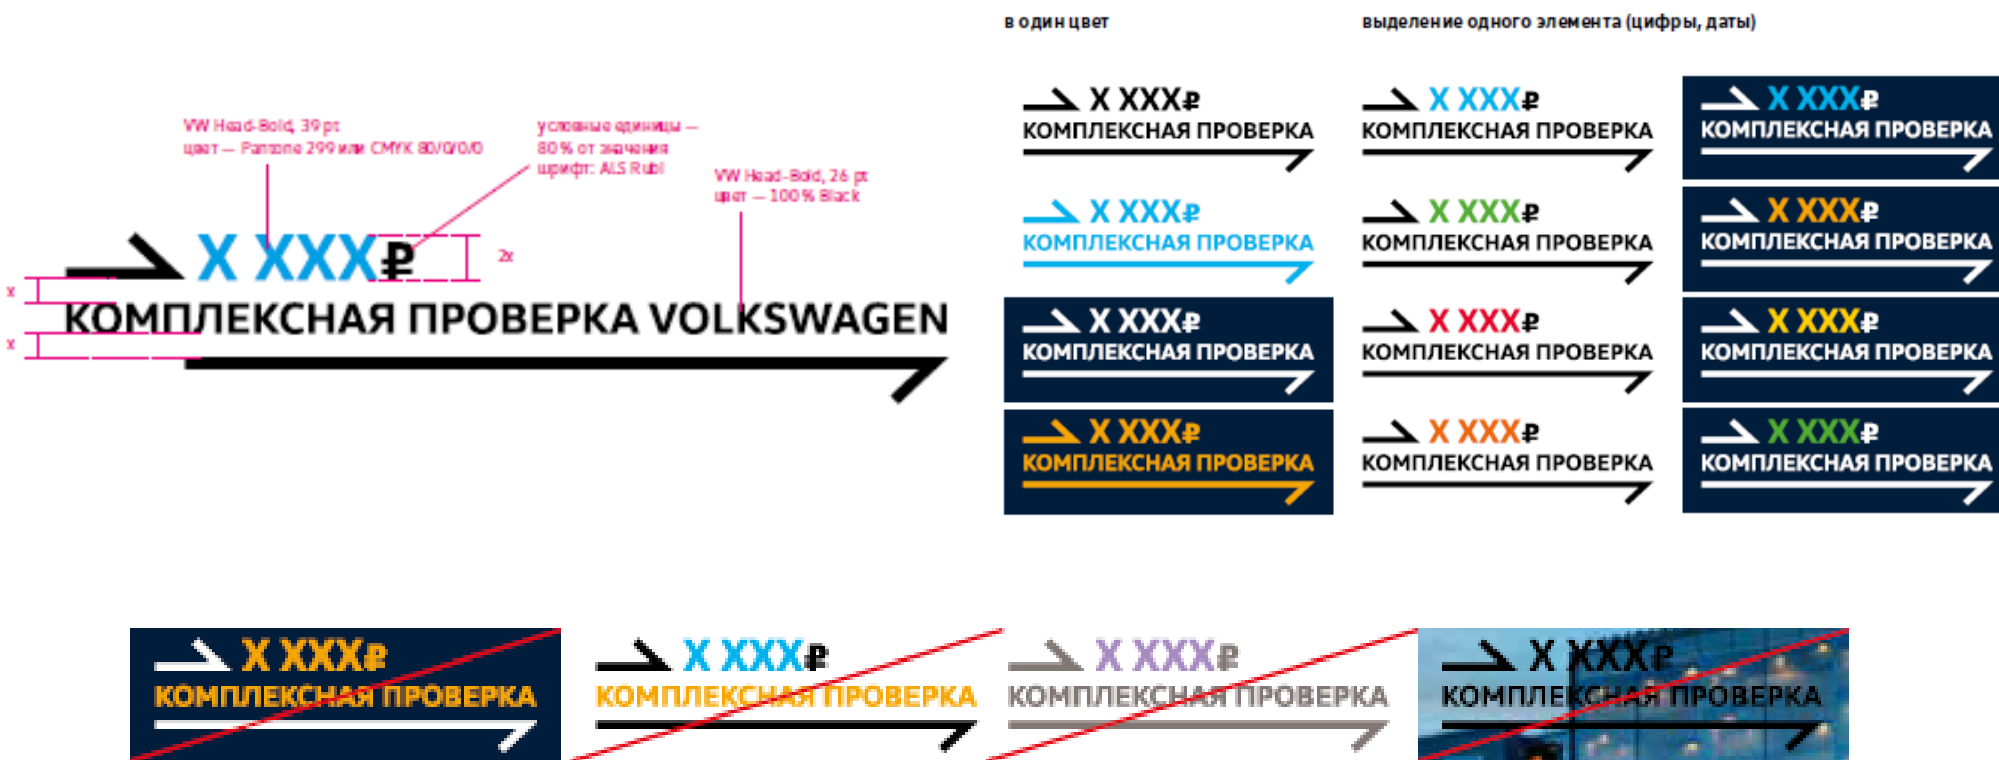 в один цвет
выделение одного элемента (цифры, даты)
VW Head-Bold, 39 pt
цвет — Pantone 299 или CMYK 80/0/0/0
условные единицы —
80% от значения
шрифт: ALS Rubl
VW Head-Bold, 26 pt
цвет — 100% Black
X XXX₽
2x
x
КОМПЛЕКСНАЯ ПРОВЕРКА VOLKSWAGEN
x
X XXX₽
КОМПЛЕКСНАЯ ПРОВЕРКА
X XXX₽
КОМПЛЕКСНАЯ ПРОВЕРКА
X XXX₽
КОМПЛЕКСНАЯ ПРОВЕРКА
X XXX₽
КОМПЛЕКСНАЯ ПРОВЕРКА
X XXX₽
КОМПЛЕКСНАЯ ПРОВЕРКА
X XXX₽
КОМПЛЕКСНАЯ ПРОВЕРКА
X XXX₽
КОМПЛЕКСНАЯ ПРОВЕРКА
X XXX₽
КОМПЛЕКСНАЯ ПРОВЕРКА
X XXX₽
КОМПЛЕКСНАЯ ПРОВЕРКА
X XXX₽
КОМПЛЕКСНАЯ ПРОВЕРКА
X XXX₽
КОМПЛЕКСНАЯ ПРОВЕРКА
X XXX₽
КОМПЛЕКСНАЯ ПРОВЕРКА
X XXX₽
КОМПЛЕКСНАЯ ПРОВЕРКА
X XXX₽
КОМПЛЕКСНАЯ ПРОВЕРКА
X XXX₽
КОМПЛЕКСНАЯ ПРОВЕРКА
X XXX₽
КОМПЛЕКСНАЯ ПРОВЕРКА